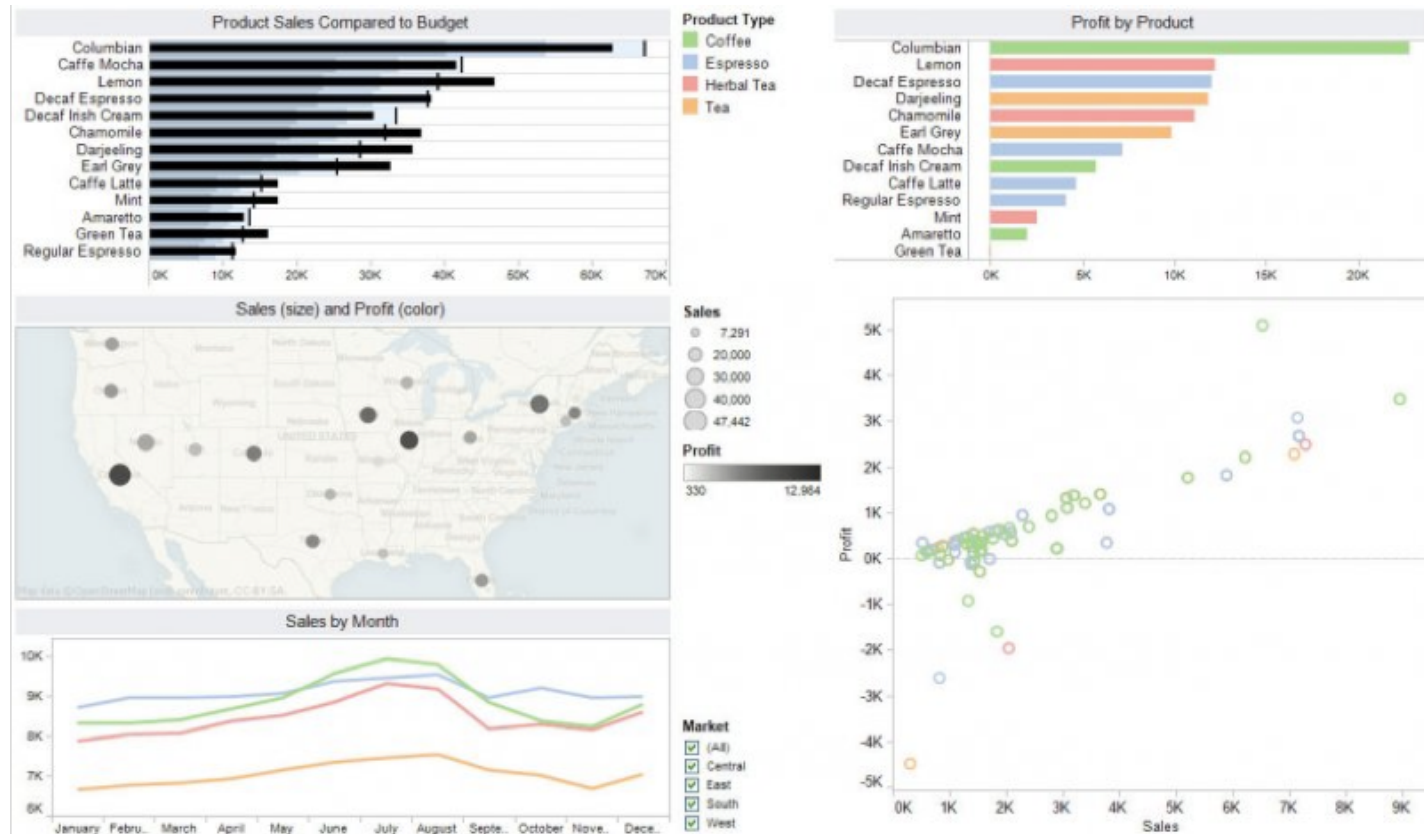 Product Sales Compared to Budget
Columbian
Caffe Mocha
Lemon
Decaf Espresso
Decaf Irish Cream
Chamomile
Darjeeling
Earl Grey
Caffe Latte
Mint
Amaretto
Green Tea
Regular Espresso
0K 10K 20K 30K 40K 50K 60K 70K
Product Type
Coffee
Espresso
Herbal Tea
Tea
Profit by Product
Columbian
Lemon
Decaf Espresso
Darjeeling
Chamomile
Earl Grey
Caffe Mocha
Decaf Irish Cream
Caffe Latte
Regular Espresso
Mint
Amaretto
Green Tea
0K 5K 10K 15K 20K
Sales (size) and Profit (color)
UNITED STATES
Sales
7,291
20,000
30,000
40,000
47,442
Profit
330 12,984
Sales by Month
10K
9K
8K
7K
6K
January Febru.. March April May June July August Septe.. October Nove.. Dece..
Market
(All)
Central
East
South
West
5K
4K
3K
2K
1K
0K
-1K
-2K
-3K
-4K
-5K
Profit
0K 1K 2K 3K 4K 5K 6K 7K 8K 9K
Sales